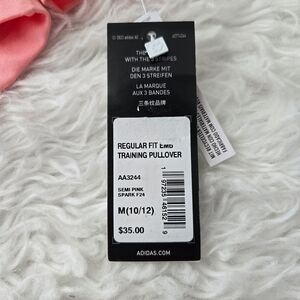 THE
WITH THE 3 STRIPES
DIE MARKE MIT
DEN 3 STREIFEN
LA MARQUE
AUX 3 BANDES
三条纹品牌
REGULAR FIT EMB
TRAINING PULLOVER
AA3244
SEMI PINK
SPARK F24
M(10/12)
$35.00
ADIDAS.COM